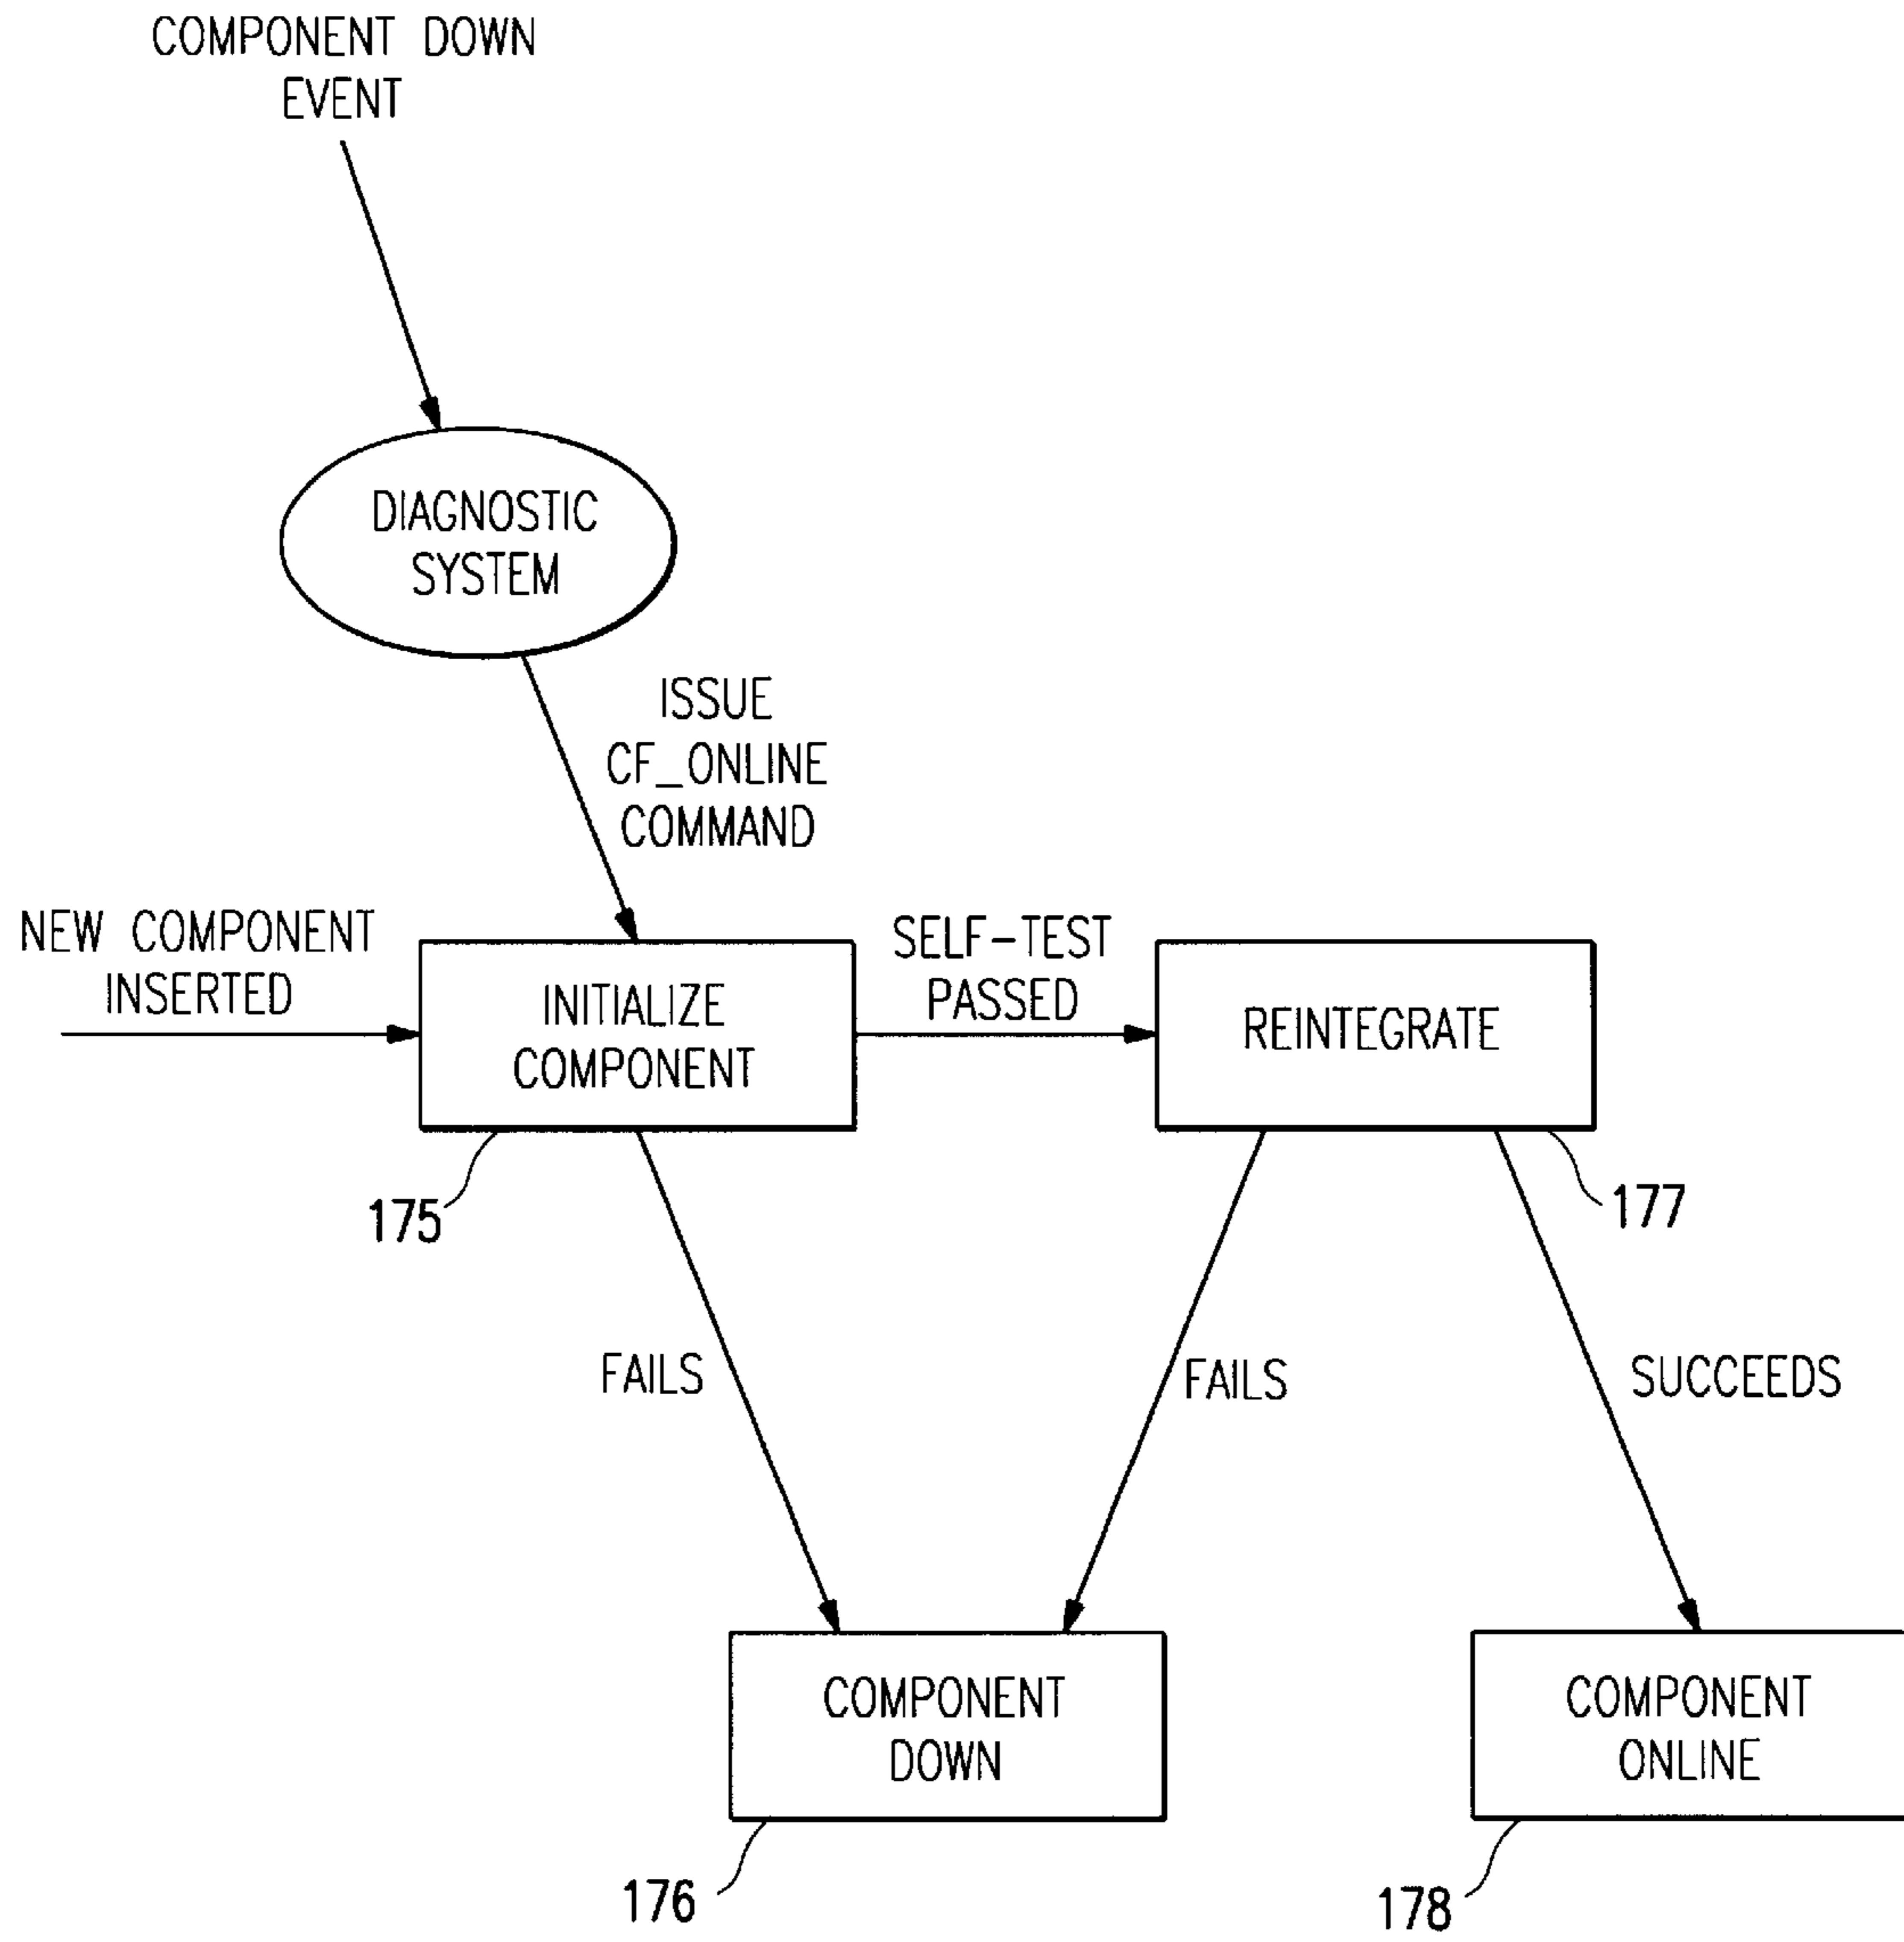 COMPONENT DOWN
EVENT
DIAGNOSTIC
SYSTEM
ISSUE
CF_ONLINE
COMMAND
NEW COMPONENT
INSERTED
INITIALIZE
COMPONENT
SELF-TEST
PASSED
REINTEGRATE
175
177
FAILS
FAILS
SUCCEEDS
COMPONENT
DOWN
COMPONENT
ONLINE
176
178